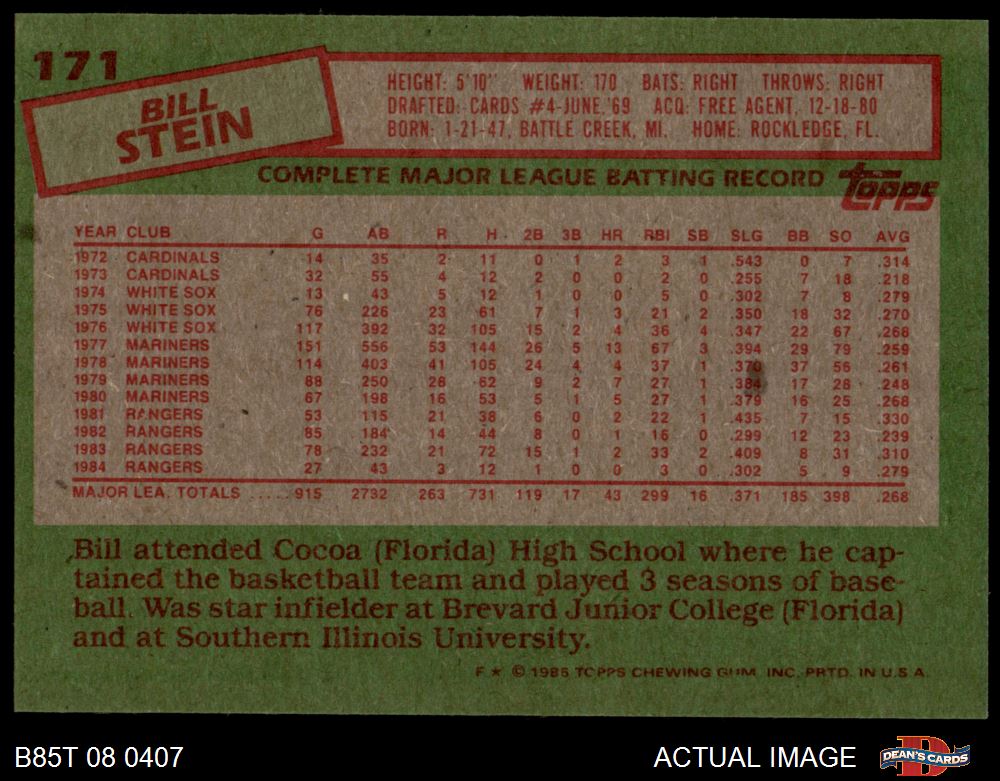 171
BILL
STEIN
HEIGHT: 5'10" WEIGHT: 170 BATS: RIGHT THROWS: RIGHT
DRAFTED: CARDS #4-JUNE, '69 ACQ: FREE AGENT, 12-18-80
BORN: 1-21-47, BATTLE CREEK, MI. HOME: ROCKLEDGE, FL.
COMPLETE MAJOR LEAGUE BATTING RECORD topps
YEAR CLUB G AB R H 2B 3B HR RBI SB SLG BB SO AVG
1972 CARDINALS 14 35 2 11 0 1 2 3 1 .543 0 7 .314
1973 CARDINALS 32 55 4 12 2 0 0 2 0 .255 7 18 .218
1974 WHITE SOX 13 43 5 12 1 0 0 5 0 .302 7 8 .279
1975 WHITE SOX 76 226 23 61 7 1 3 21 2 .350 18 32 .270
1976 WHITE SOX 117 392 32 105 15 2 4 36 4 .347 22 67 .268
1977 MARINERS 151 556 53 144 26 5 13 67 3 .394 29 79 .259
1978 MARINERS 114 403 41 105 24 4 4 37 1 .370 37 56 .261
1979 MARINERS 88 250 28 62 9 2 7 27 1 .384 17 28 .248
1980 MARINERS 67 198 16 53 5 1 5 27 1 .379 16 25 .268
1981 RANGERS 53 115 21 38 6 0 2 22 1 .435 7 15 .330
1982 RANGERS 85 184 14 44 8 0 1 16 0 .299 12 23 .239
1983 RANGERS 78 232 21 72 15 1 2 33 2 .409 8 31 .310
1984 RANGERS 27 43 3 12 1 0 0 3 0 .302 5 9 .279
MAJOR LEA. TOTALS ..... 915 2732 263 731 119 17 43 299 16 .371 185 398 .268
Bill attended Cocoa (Florida) High School where he cap-
tained the basketball team and played 3 seasons of base-
ball. Was star infielder at Brevard Junior College (Florida)
and at Southern Illinois University.
F ★ © 1985 TOPPS CHEWING GUM, INC. PRTD. IN U.S.A.
B85T 08 0407 ACTUAL IMAGE DEAN'S CARDS